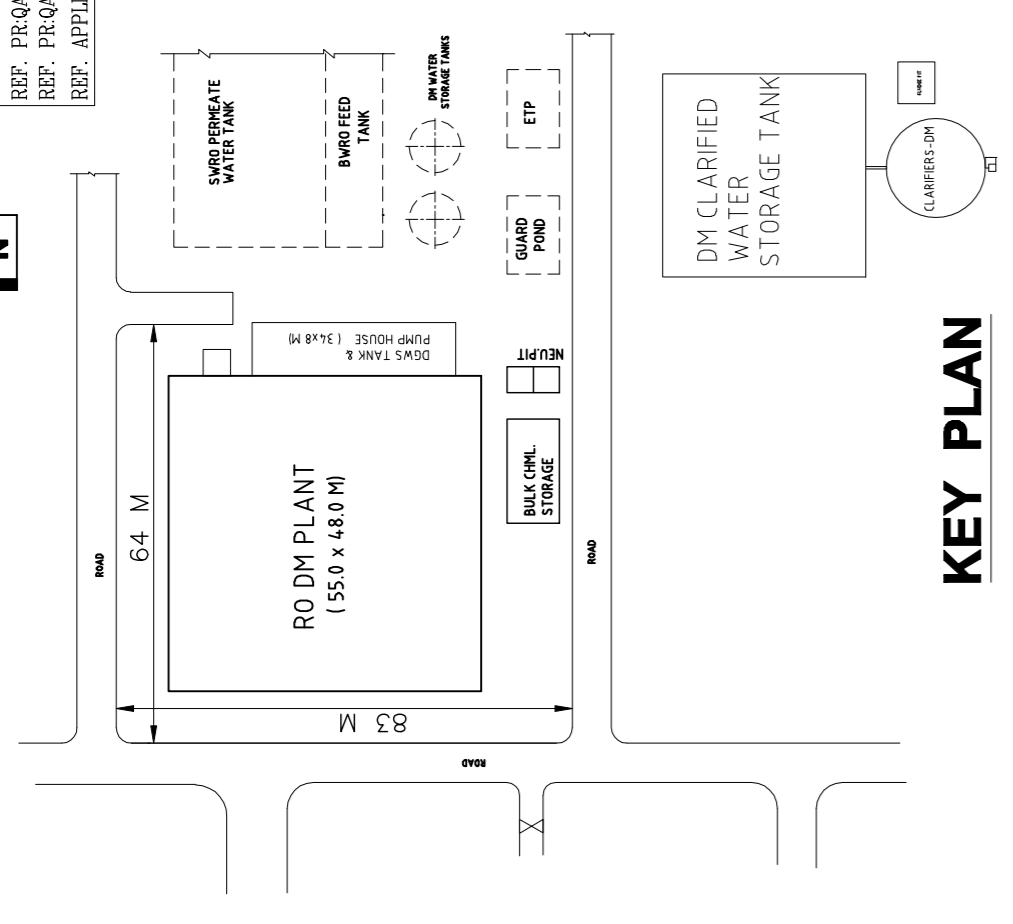 REF. PR:QA
REF. PR:QA
REF. APPLI
N
SWRO PERMEATE
WATER TANK
BWRO FEED
TANK
DM WATER
STORAGE TANKS
ETP
GUARD
POND
DM CLARIFIED
WATER
STORAGE TANK
CLARIFIERS-DM
DGWS TANK &
PUMP HOUSE ( 34x8 M)
NEU.PIT
BULK CHML.
STORAGE
RO DM PLANT
( 55.0 x 48.0 M)
64 M
83 M
ROAD
ROAD
ROAD
KEY PLAN